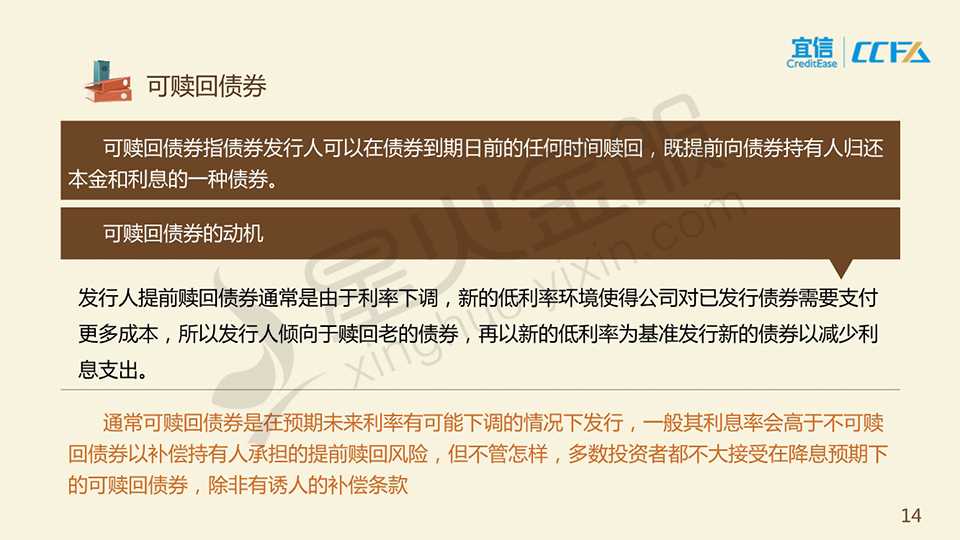 宜信
CreditEase
CCFA
可赎回债券
可赎回债券指债券发行人可以在债券到期日前的任何时间赎回，既提前向债券持有人归还
本金和利息的一种债券。
可赎回债券的动机
发行人提前赎回债券通常是由于利率下调，新的低利率环境使得公司对已发行债券需要支付
更多成本，所以发行人倾向于赎回老的债券，再以新的低利率为基准发行新的债券以减少利
息支出。
通常可赎回债券是在预期未来利率有可能下调的情况下发行，一般其利息率会高于不可赎
回债券以补偿持有人承担的提前赎回风险，但不管怎样，多数投资者都不大接受在降息预期下
的可赎回债券，除非有诱人的补偿条款
星火金服
xinghuo.yixin.com
14